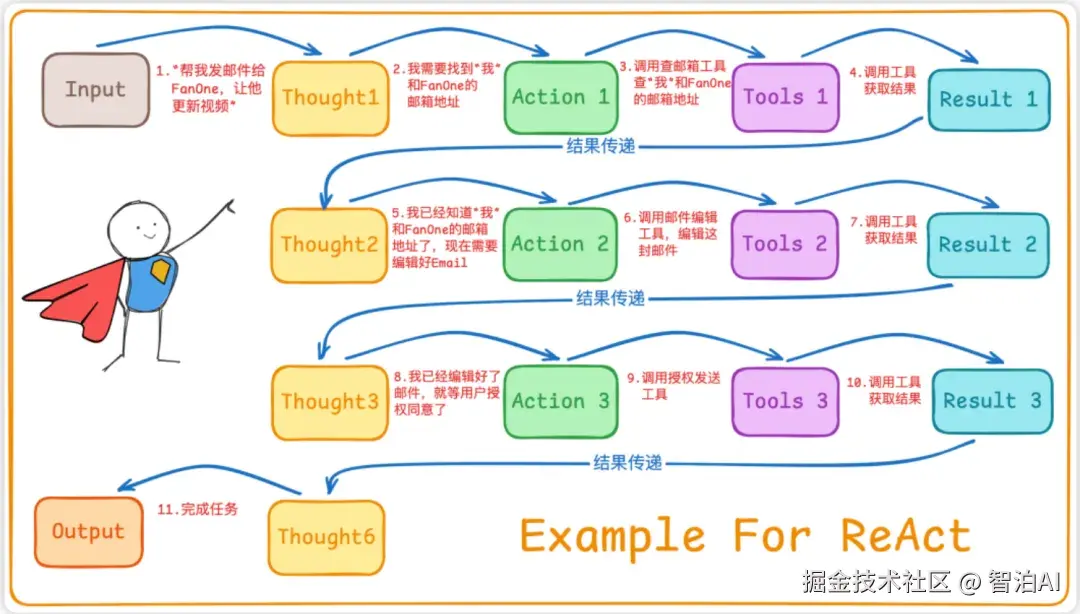 Input
1."帮我发邮件给
FanOne，让他
更新视频"
Thought1
2.我需要找到"我"
和FanOne的
邮箱地址
Action 1
3.调用查邮箱工具
查"我"和FanOne
的邮箱地址
Tools 1
4.调用工具
获取结果
Result 1
结果传递
Thought2
5.我已经知道"我"
和FanOne的邮箱
地址了，现在需要
编辑好Email
Action 2
6.调用邮件编辑
工具，编辑这
封邮件
Tools 2
7.调用工具
获取结果
Result 2
结果传递
Thought3
8.我已经编辑好了
邮件，就等用户授
权同意了
Action 3
9.调用授权发送
工具
Tools 3
10.调用工具
获取结果
Result 3
结果传递
Output
11.完成任务
Thought6
Example For ReAct
掘金技术社区 @ 智泊AI